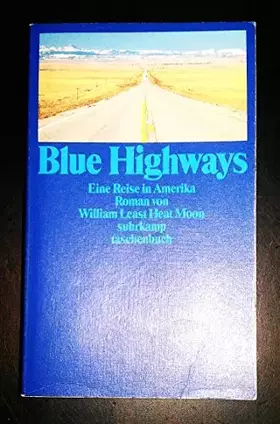 Blue Highways
Eine Reise in Amerika
Roman von
William Least Heat Moon
suhrkamp
taschenbuch